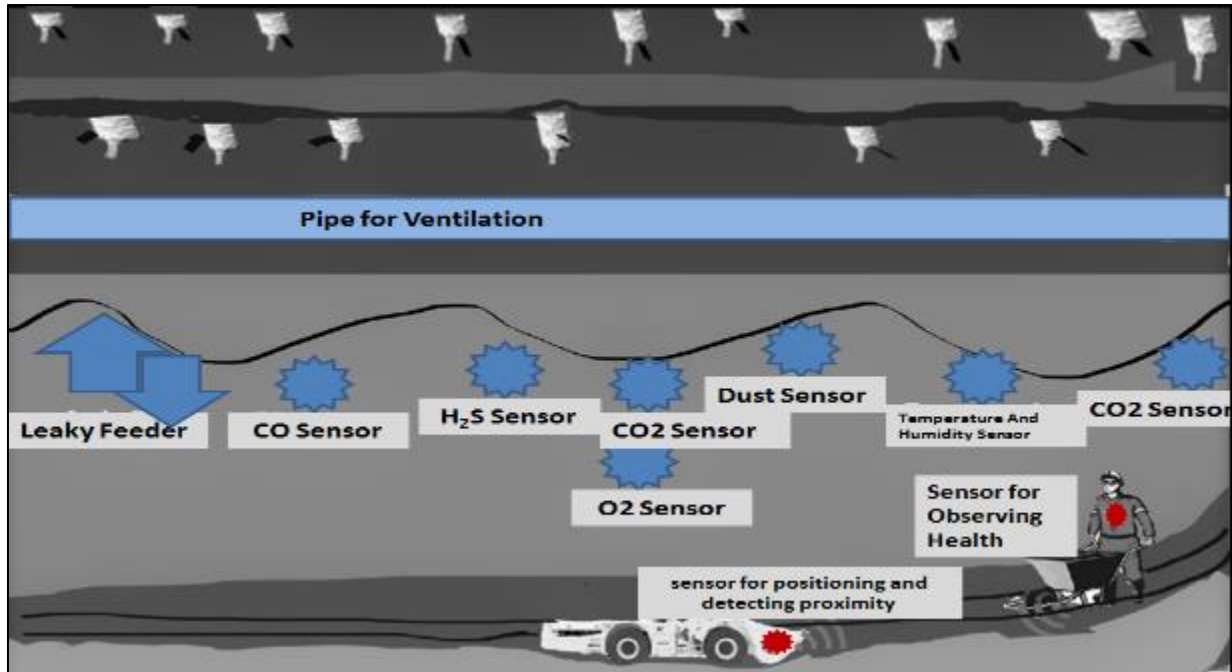 Pipe for Ventilation
Leaky Feeder
CO Sensor
H₂S Sensor
CO2 Sensor
Dust Sensor
Temperature And
Humidity Sensor
CO2 Sensor
O2 Sensor
Sensor for
Observing
Health
sensor for positioning and
detecting proximity